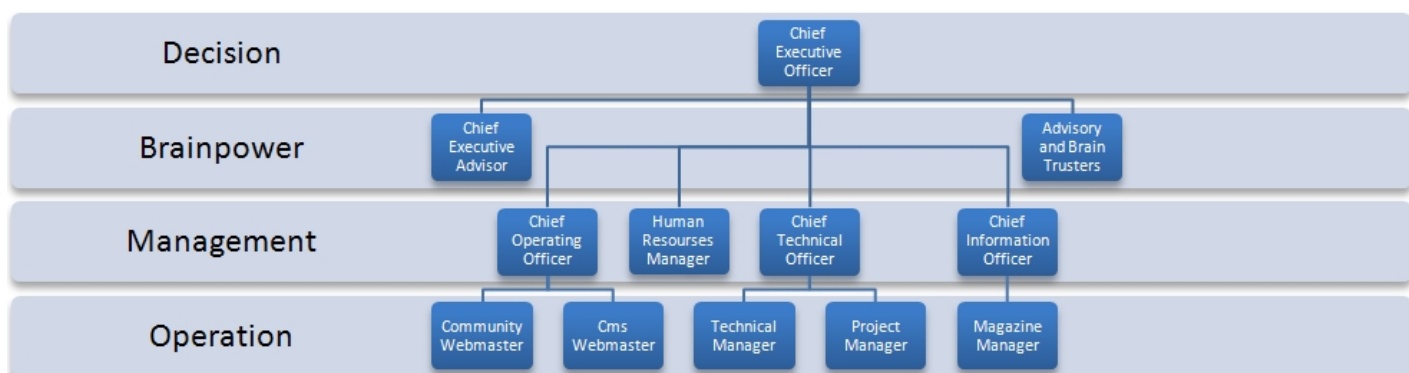 Decision
Chief
Executive
Officer
Brainpower
Chief
Executive
Advisor
Advisory
and Brain
Trusters
Management
Chief
Operating
Officer
Human
Resourses
Manager
Chief
Technical
Officer
Chief
Information
Officer
Operation
Community
Webmaster
Cms
Webmaster
Technical
Manager
Project
Manager
Magazine
Manager